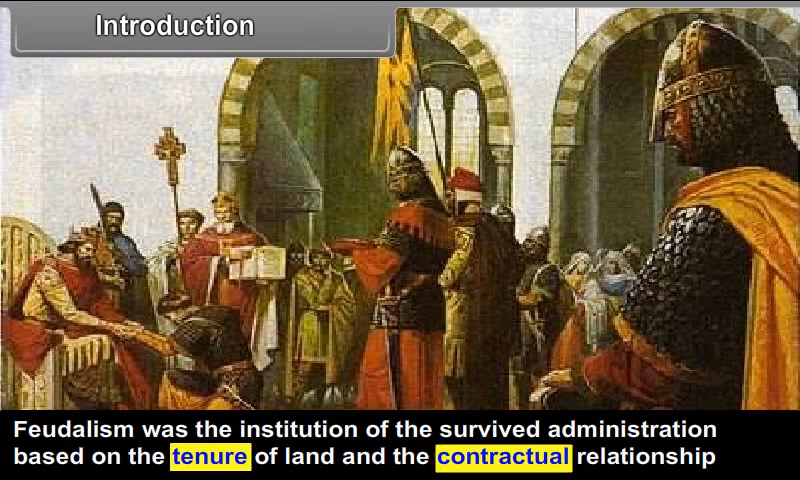 Introduction
Feudalism was the institution of the survived administration
based on the tenure of land and the contractual relationship